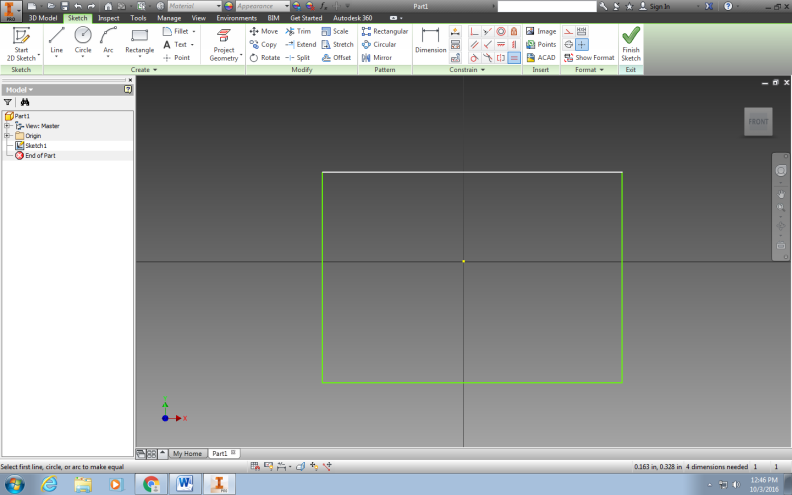 Material Appearance Part1 Sign In
PRO 3D Model Sketch Inspect Tools Manage View Environments BIM Get Started Autodesk 360
Start 2D Sketch Line Circle Arc Rectangle Fillet Text Point Project Geometry Move Copy Rotate Trim Extend Split Scale Stretch Offset Rectangular Circular Mirror Dimension Image Points ACAD Show Format Finish Sketch
Sketch Create Modify Pattern Constrain Insert Format Exit
Model
Part1
View: Master
Origin
Sketch1
End of Part
FRONT
X
My Home Part1
Select first line, circle, or arc to make equal 0.163 in, 0.328 in 4 dimensions needed 1 1
12:46 PM
10/3/2016